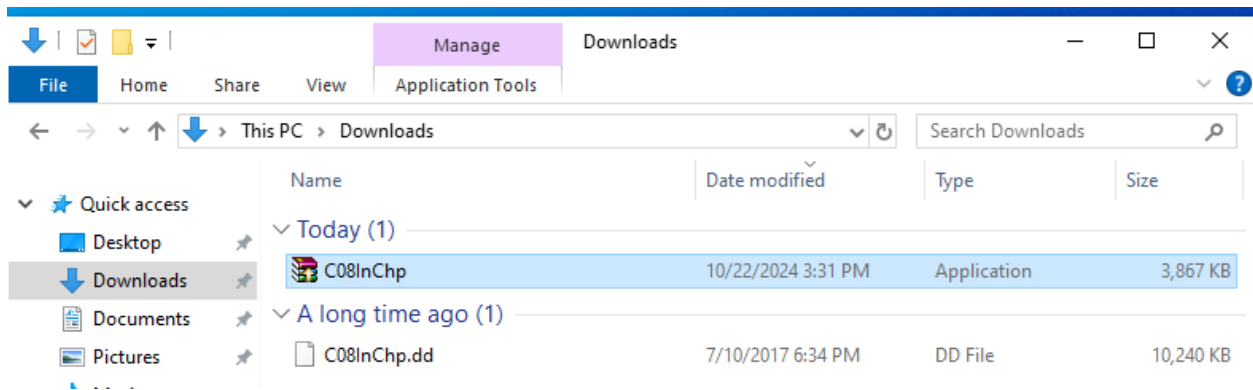 Manage Downloads
File Home Share View Application Tools
This PC > Downloads Search Downloads
Name Date modified Type Size
Quick access
Today (1)
Desktop
C08InChp 10/22/2024 3:31 PM Application 3,867 KB
Downloads
A long time ago (1)
Documents
C08InChp.dd 7/10/2017 6:34 PM DD File 10,240 KB
Pictures